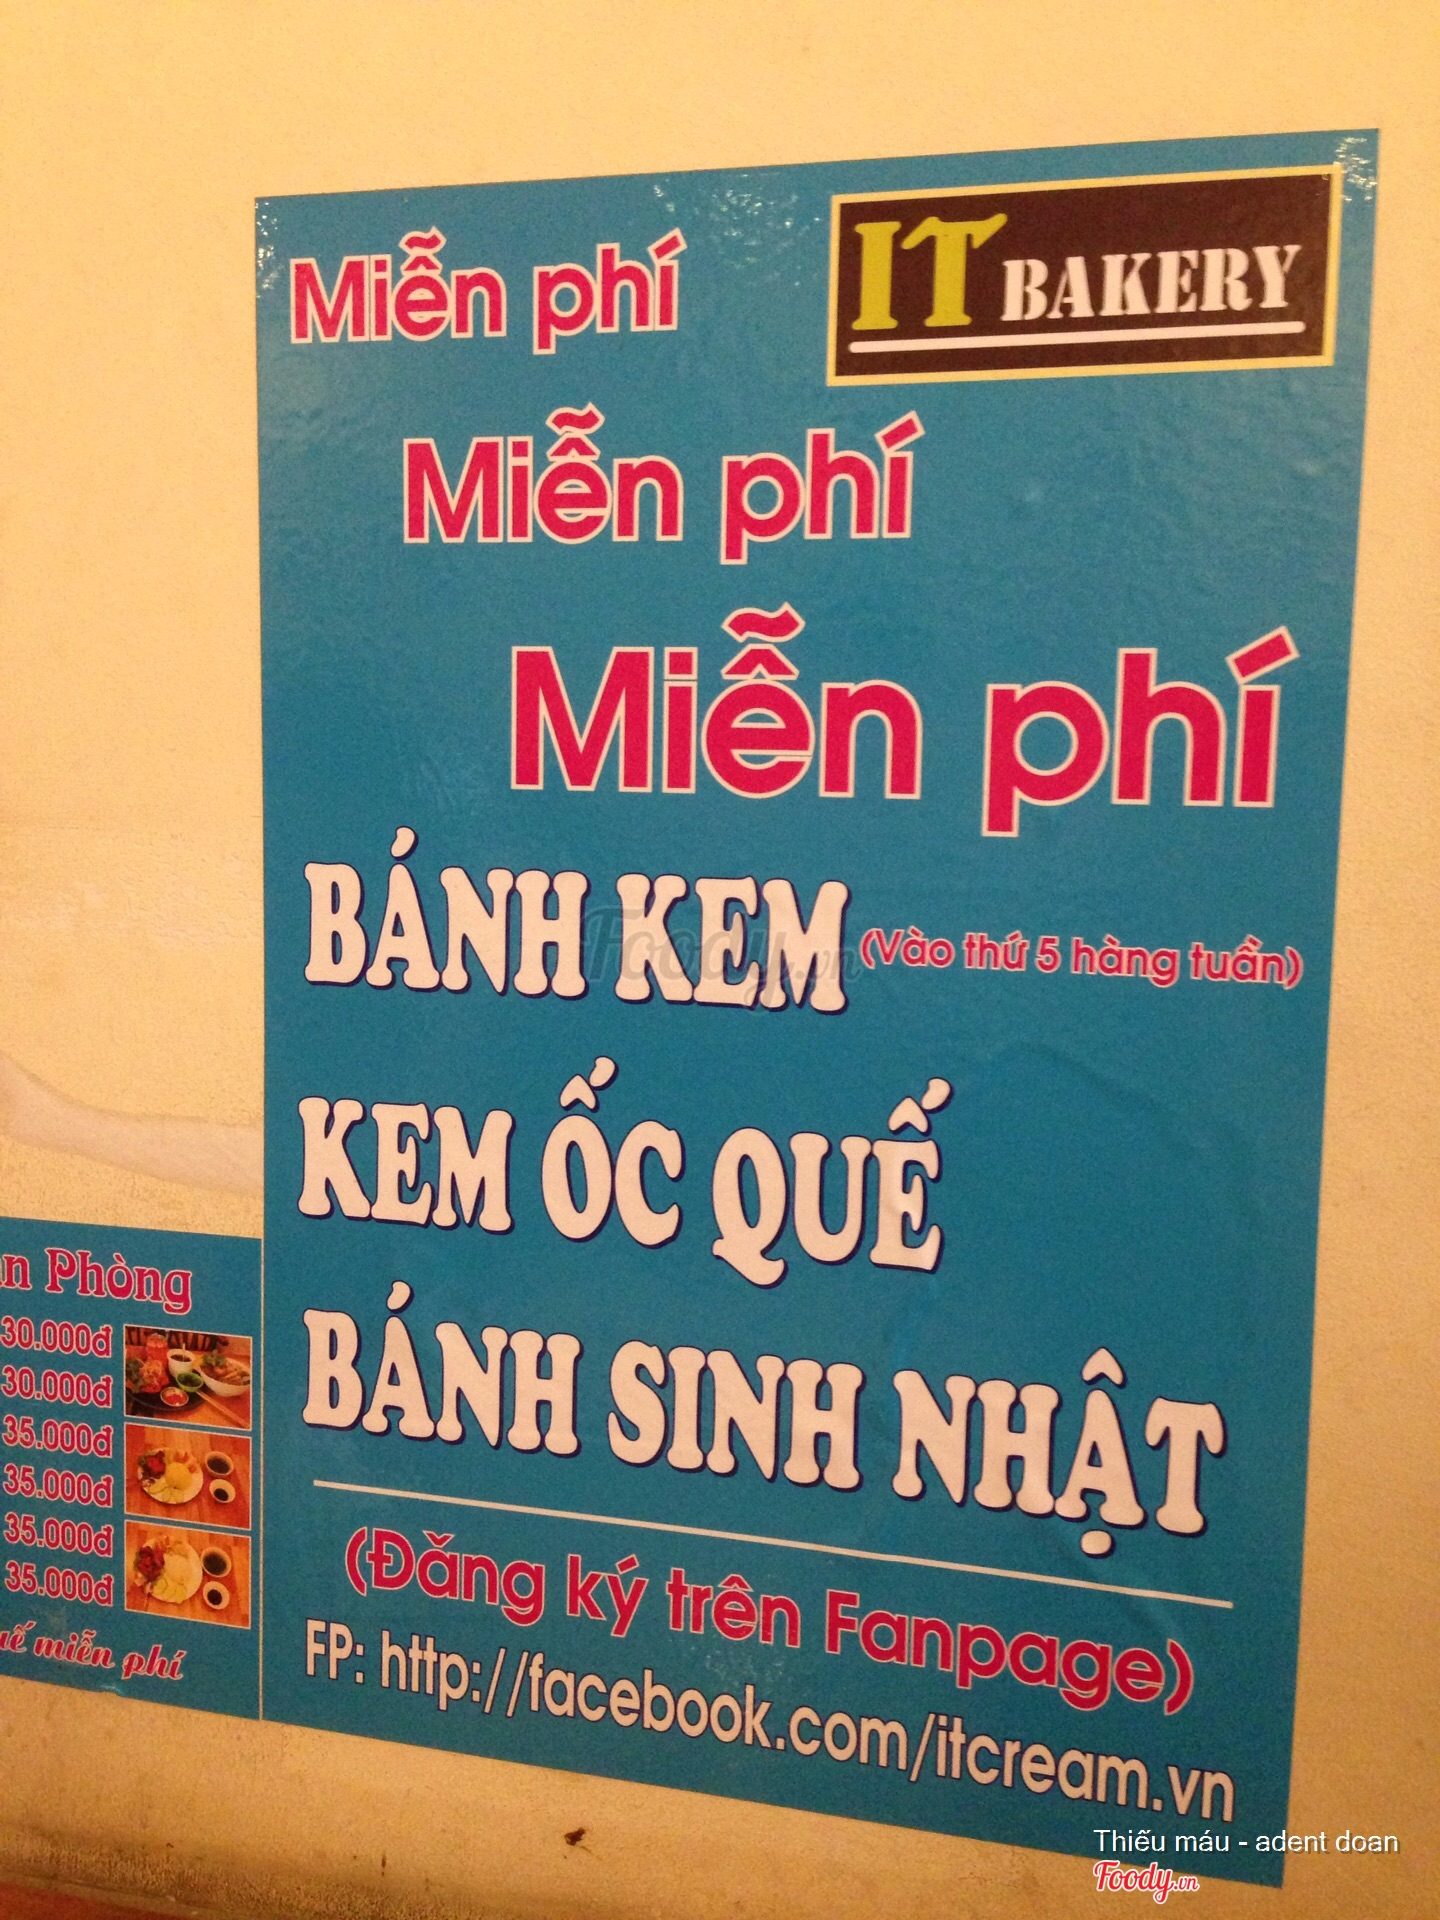 Miễn phí
IT BAKERY
Miễn phí
Miễn phí
BÁNH KEM (Vào thứ 5 hàng tuần)
KEM ỐC QUẾ
BÁNH SINH NHẬT
(Đăng ký trên Fanpage)
FP: http://facebook.com/itcream.vn
Phòng
30.000đ
30.000đ
35.000đ
35.000đ
35.000đ
35.000đ
miễn phí
Foody.vn
Thiếu máu - adent doan
Foody.vn